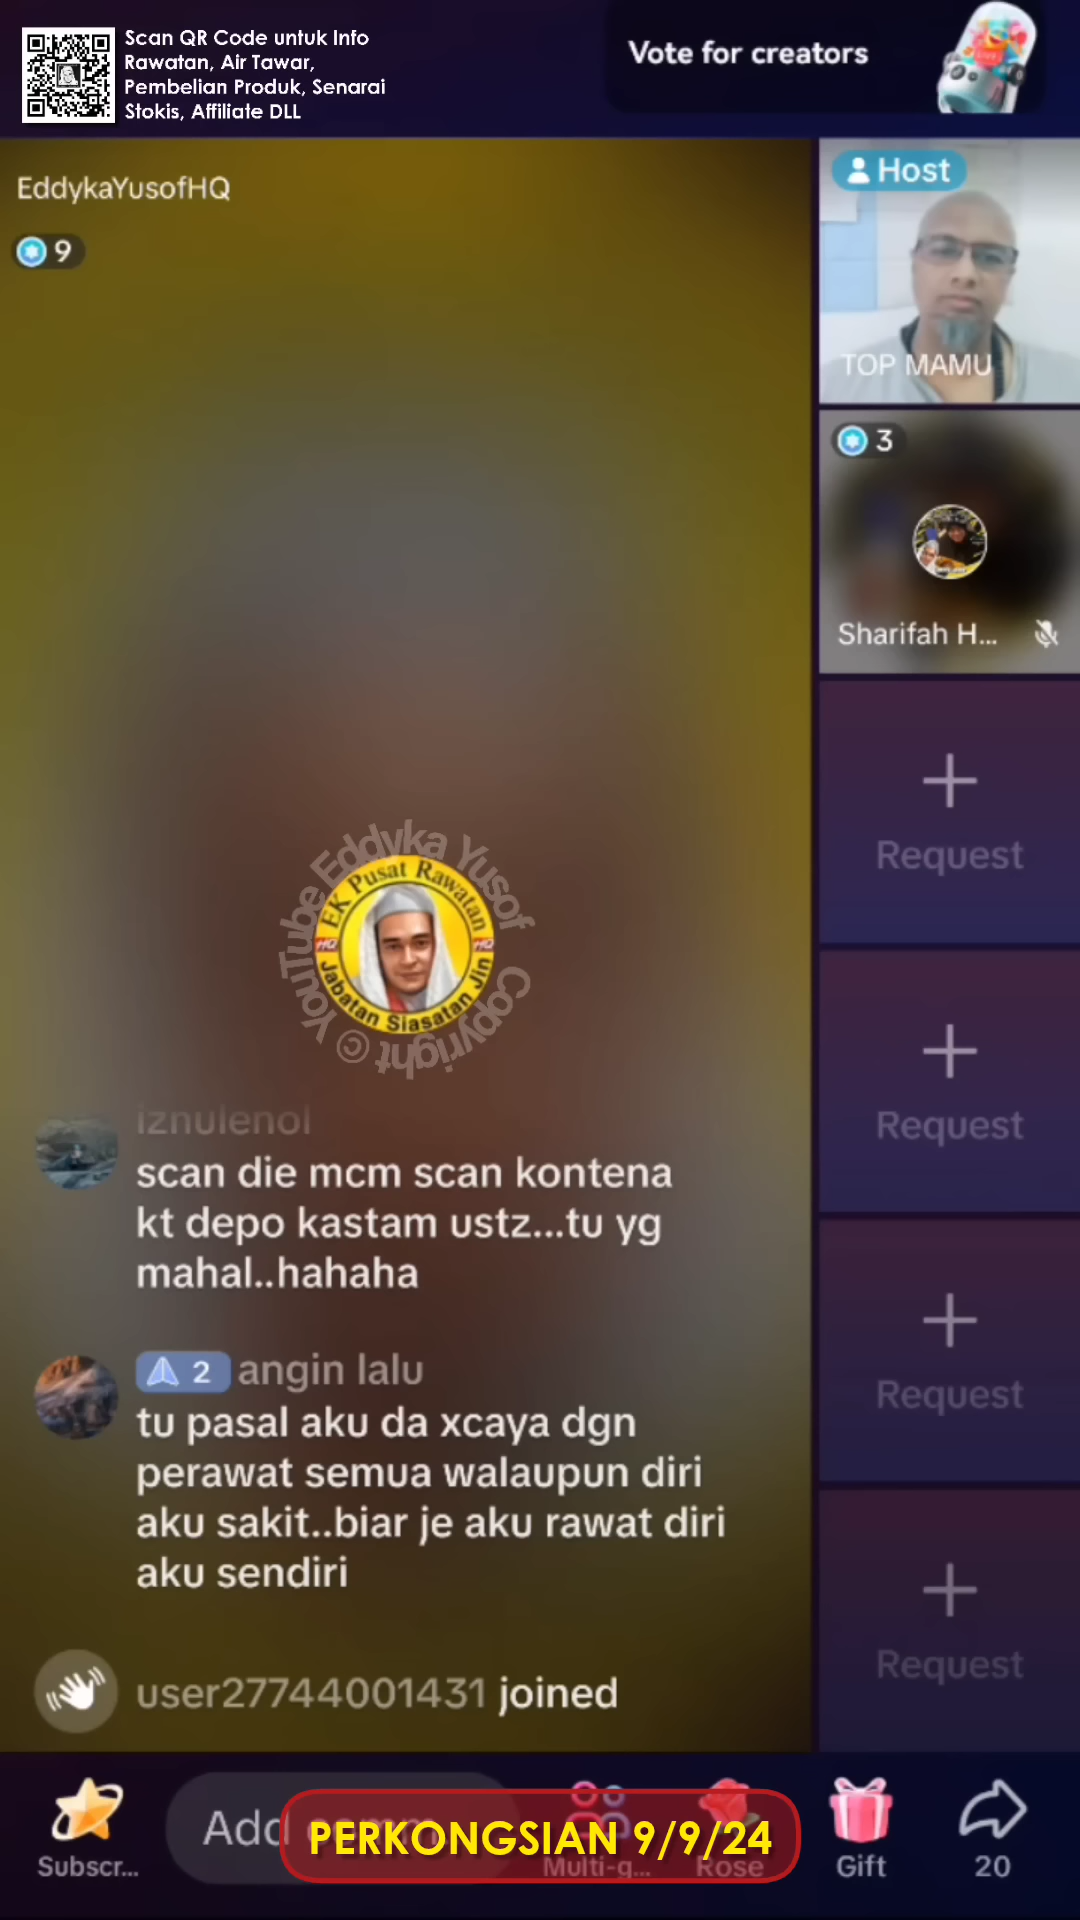 Scan QR Code untuk Info
Rawatan, Air Tawar,
Pembelian Produk, Senarai
Stokis, Affiliate DLL
Vote for creators
EddykaYusofHQ
9
Host
TOP MAMU
3
Sharifah H...
Request
Request
Request
Request
EK Pusat Rawatan
HQ HQ
Jabatan Siasatan Jin
YouTube Eddyka Yusof
Copyright ©
iznulenol
scan die mcm scan kontena
kt depo kastam ustz...tu yg
mahal..hahaha
2 angin lalu
tu pasal aku da xcaya dgn
perawat semua walaupun diri
aku sakit..biar je aku rawat diri
aku sendiri
user27744001431 joined
Subscr...
Add comm
PERKONGSIAN 9/9/24
Multi-g...
Rose
Gift
20